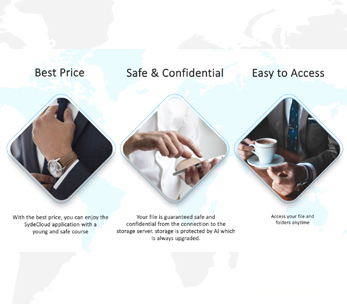 Best Price
Safe & Confidential
Easy to Access
With the best price, you can enjoy the
SydeCloud application with a
young and safe course
Your file is guaranteed safe and
confidential from the connection to the
storage server. storage is protected by AI which
is always upgraded.
Access your file and
folders anytime